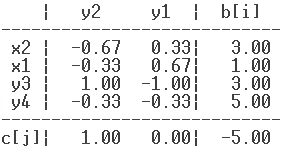 ¦   y2     y1  ¦  b[i]
------------------------------
 x2 ¦  -0.67   0.33¦   3.00
 x1 ¦  -0.33   0.67¦   1.00
 y3 ¦   1.00  -1.00¦   3.00
 y4 ¦  -0.33  -0.33¦   5.00
------------------------------
c[j]¦   1.00   0.00¦  -5.00